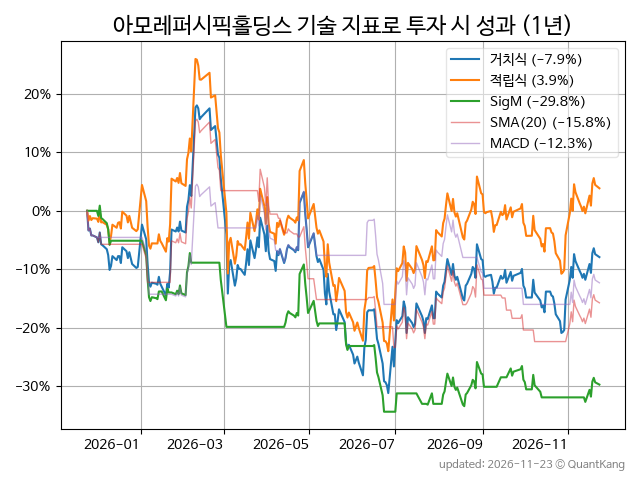 아모레퍼시픽홀딩스 기술 지표로 투자 시 성과 (1년)
거치식 (−7.9%)
적립식 (3.9%)
SigM (−29.8%)
SMA(20) (−15.8%)
MACD (−12.3%)
20%
10%
0%
−10%
−20%
−30%
2026-01 2026-03 2026-05 2026-07 2026-09 2026-11
updated: 2026-11-23 © QuantKang